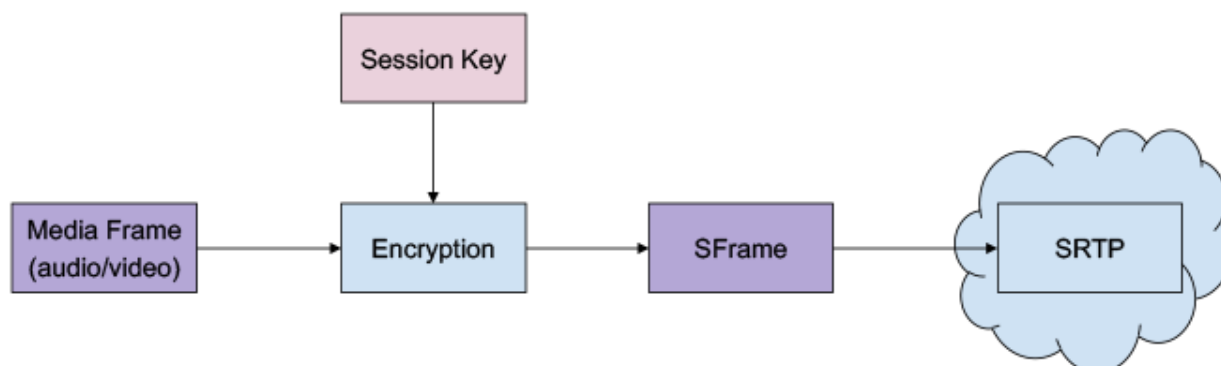 Session Key
Media Frame
(audio/video)
Encryption
SFrame
SRTP